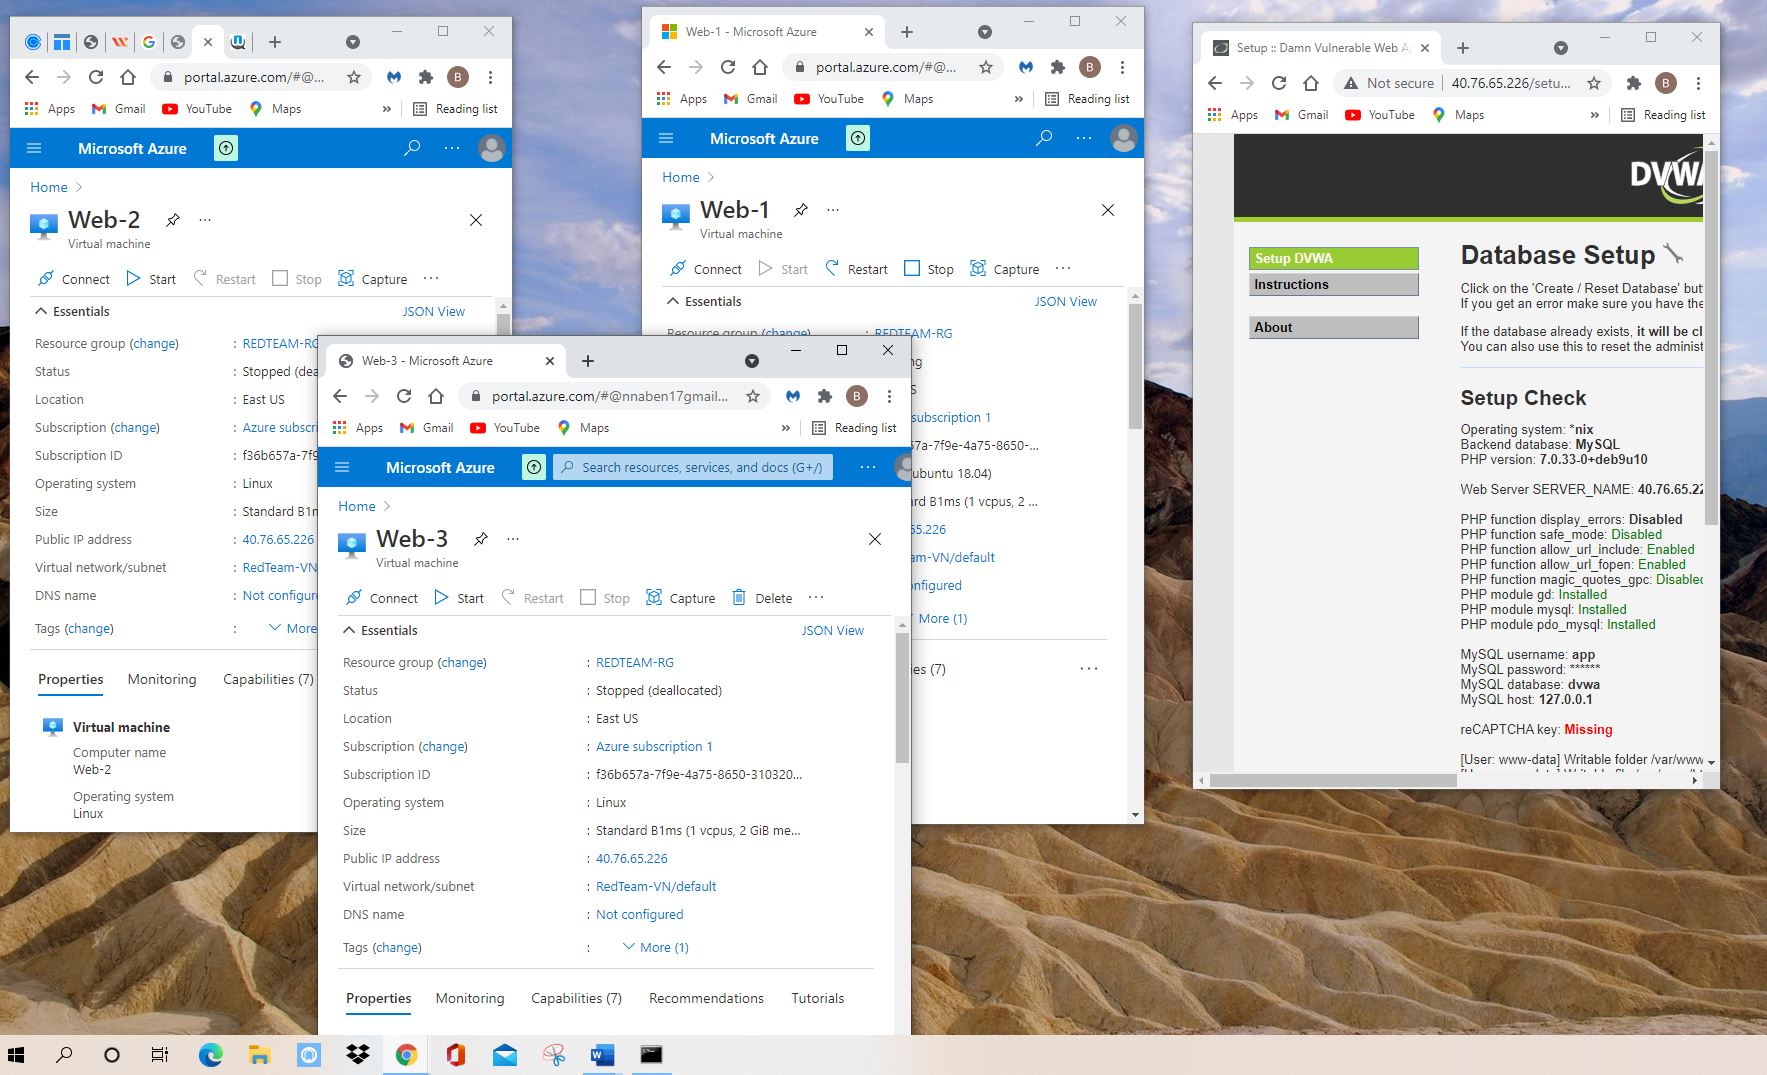 portal.azure.com/#@...
Apps
Gmail
YouTube
Maps
»
Reading list
Microsoft Azure
Home
Web-2
Virtual machine
Connect
Start
Restart
Stop
Capture
Essentials
JSON View
Resource group (change) : REDTEAM-RG
Status : Stopped
Location : East US
Subscription (change) : Azure
Subscription ID :
Operating system : Linux
Size : Standard
Public IP address : 40.76.65.226
Virtual network/subnet : RedTeam-VN
DNS name : Not
Tags (change) : More
Properties Monitoring Capabilities (7)
Virtual machine
Computer name
Web-2
Operating system
Linux
Web-1 - Microsoft Azure
portal.azure.com/#@...
Apps
Gmail
YouTube
Maps
»
Reading list
Microsoft Azure
Home
Web-1
Virtual machine
Connect
Start
Restart
Stop
Capture
Essentials
JSON View
Resource group (change) : REDTEAM-RG
subscription 1
57a-7f9e-4a75-8650-...
ubuntu 18.04)
rd B1ms (1 vcpus, 2 ...
65.226
am-VN/default
nfigured
More (1)
es (7)
Web-3 - Microsoft Azure
portal.azure.com/#@nnaben17gmail...
Apps
Gmail
YouTube
Maps
»
Reading list
Microsoft Azure
Search resources, services, and docs (G+/)
Home
Web-3
Virtual machine
Connect
Start
Restart
Stop
Capture
Delete
Essentials
JSON View
Resource group (change) : REDTEAM-RG
Status : Stopped (deallocated)
Location : East US
Subscription (change) : Azure subscription 1
Subscription ID : f36b657a-7f9e-4a75-8650-310320...
Operating system : Linux
Size : Standard B1ms (1 vcpus, 2 GiB me...
Public IP address : 40.76.65.226
Virtual network/subnet : RedTeam-VN/default
DNS name : Not configured
Tags (change) : More (1)
Properties Monitoring Capabilities (7) Recommendations Tutorials
Setup :: Damn Vulnerable Web A
Not secure | 40.76.65.226/setu...
Apps
Gmail
YouTube
Maps
»
Reading list
DVWA
Setup DVWA
Instructions
About
Database Setup
Click on the 'Create / Reset Database'
If you get an error make sure you have the
If the database already exists, it will be
You can also use this to reset the
Setup Check
Operating system: *nix
Backend database: MySQL
PHP version: 7.0.33-0+deb9u10
Web Server SERVER_NAME: 40.76.65.22
PHP function display_errors: Disabled
PHP function safe_mode: Disabled
PHP function allow_url_include: Enabled
PHP function allow_url_fopen: Enabled
PHP function magic_quotes_gpc: Disabled
PHP module gd: Installed
PHP module mysql: Installed
PHP module pdo_mysql: Installed
MySQL username: app
MySQL password: ******
MySQL database: dvwa
MySQL host: 127.0.0.1
reCAPTCHA key: Missing
[User: www-data] Writable folder /var/www